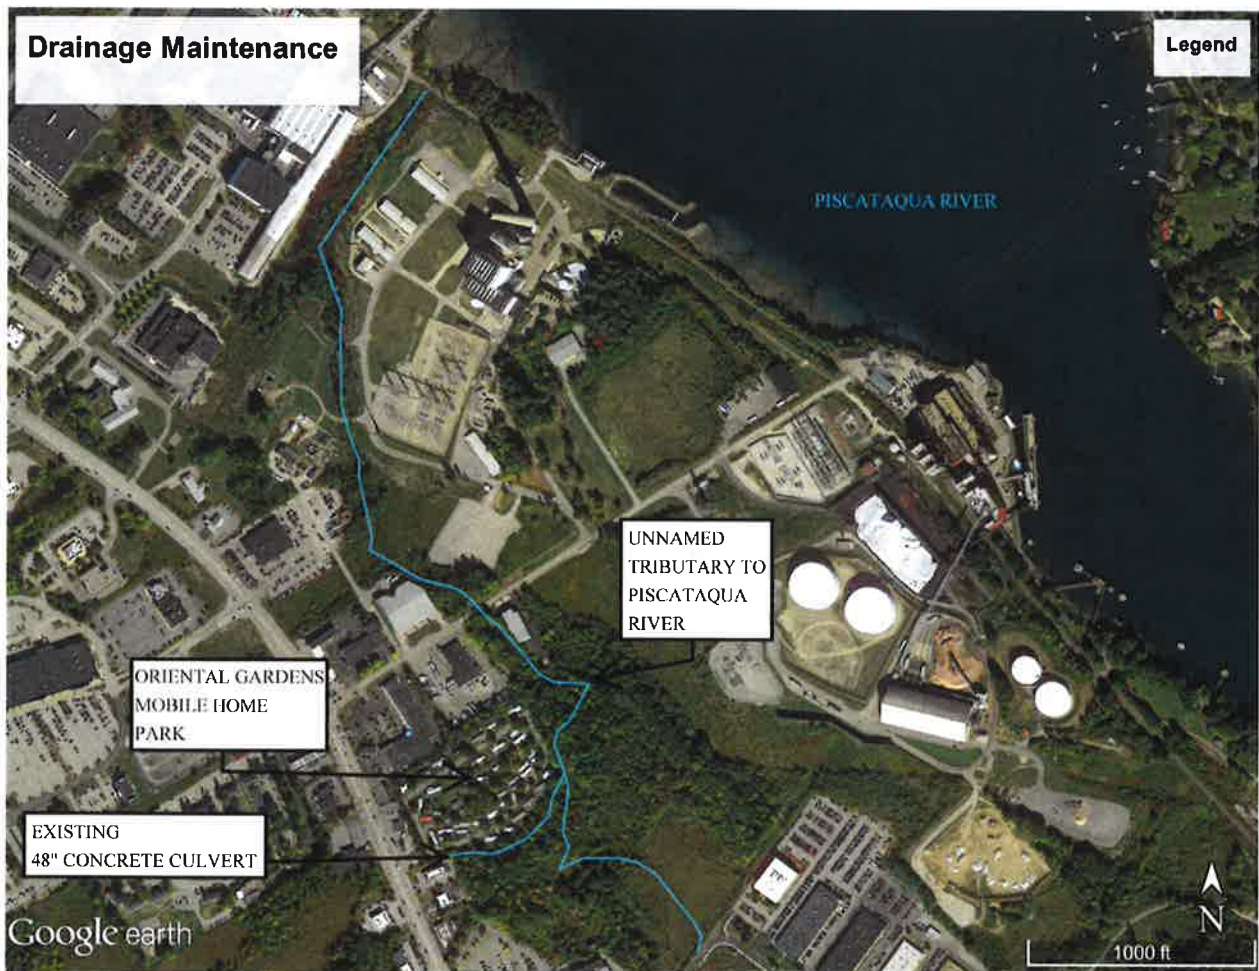 Drainage Maintenance
Legend
PISCATAQUA RIVER
UNNAMED
TRIBUTARY TO
PISCATAQUA
RIVER
ORIENTAL GARDENS
MOBILE HOME
PARK
EXISTING
48" CONCRETE CULVERT
Google earth
N
1000 ft